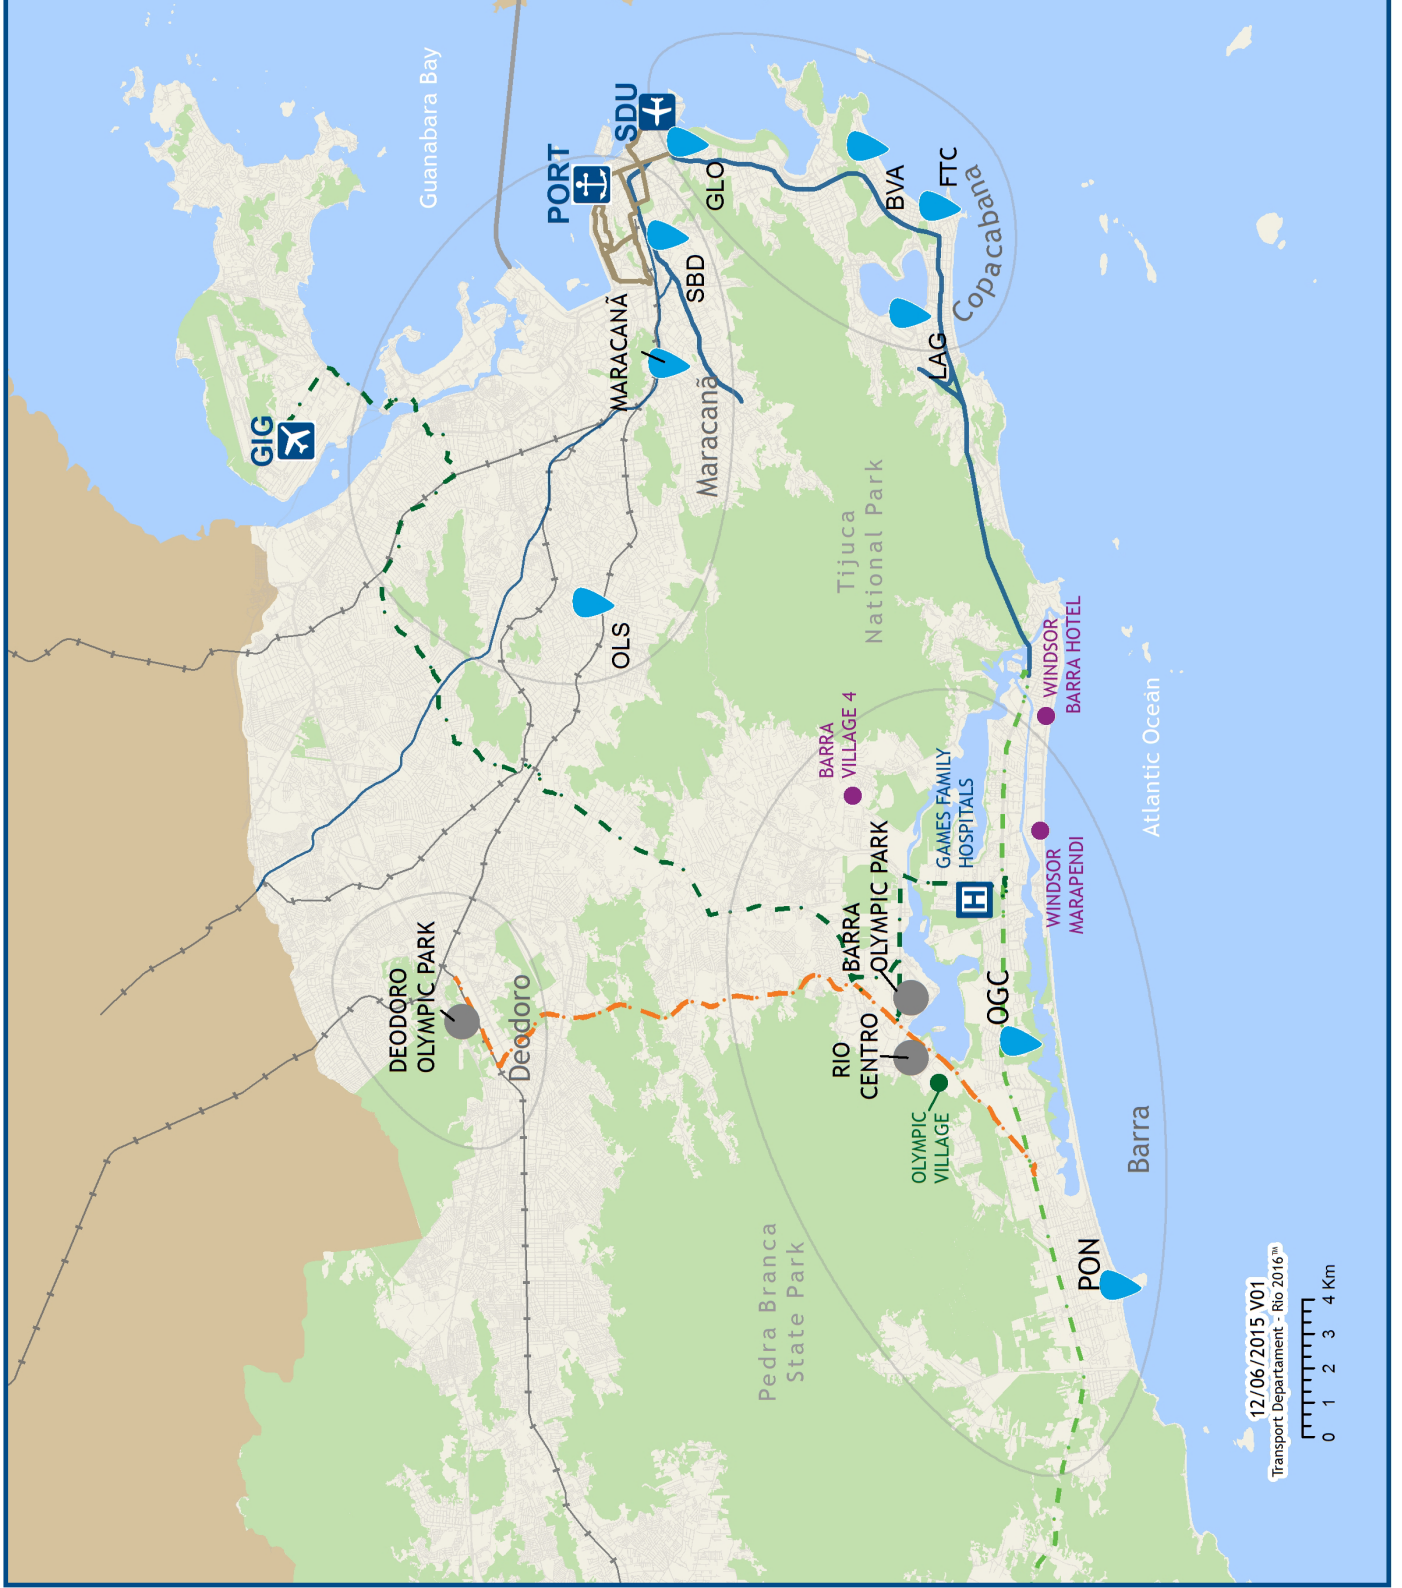 Guanabara Bay
GIG
PORT
SDU
GLO
SBD
MARACANÃ
Maracanã
BVA
FTC
Copacabana
LAG
OLS
Tijuca
National Park
DEODORO
OLYMPIC PARK
Deodoro
BARRA
VILLAGE 4
WINDSOR
BARRA HOTEL
GAMES FAMILY
HOSPITALS
H
WINDSOR
MARAPENDI
BARRA
OLYMPIC PARK
RIO
CENTRO
OLYMPIC
VILLAGE
OGC
PON
Barra
Atlantic Ocean
Pedra Branca
State Park
12/06/2015 V01
Transport Departament - Rio 2016™
0 1 2 3 4 Km